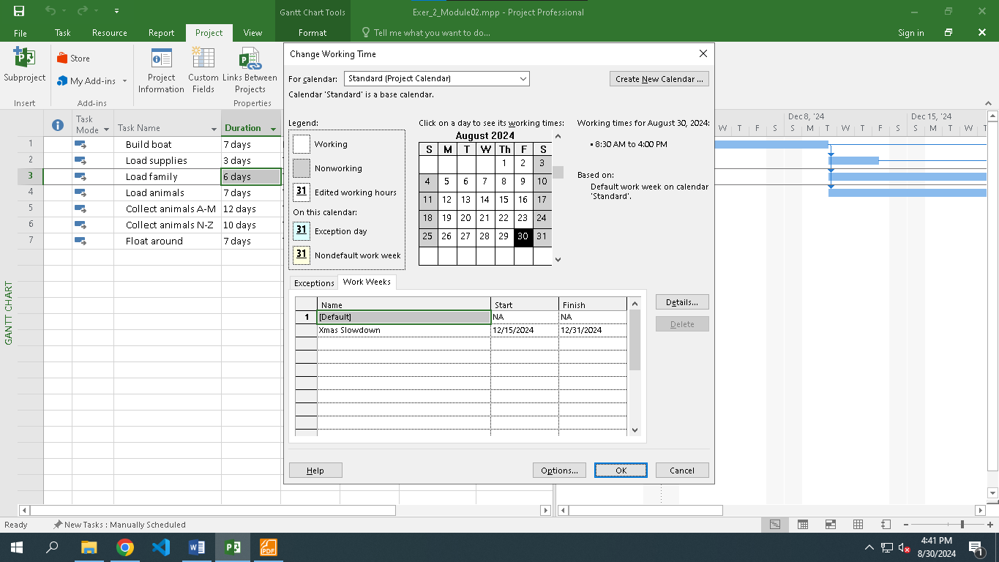 Gantt Chart Tools
Exer_2_Module02.mpp - Project Professional
File Task Resource Report Project View Format Tell me what you want to do... Sign in
Subproject
Store
My Add-ins
Project Information
Custom Fields
Links Between Projects
Insert Add-ins Properties
Change Working Time
For calendar: Standard (Project Calendar) Create New Calendar ...
Calendar 'Standard' is a base calendar.
Legend:
Working
Nonworking
31 Edited working hours
On this calendar:
31 Exception day
31 Nondefault work week
Click on a day to see its working times:
August 2024
S M T W Th F S
1 2 3
4 5 6 7 8 9 10
11 12 13 14 15 16 17
18 19 20 21 22 23 24
25 26 27 28 29 30 31
Working times for August 30, 2024:
• 8:30 AM to 4:00 PM
Based on:
Default work week on calendar
'Standard'.
Exceptions Work Weeks
Name Start Finish
1 [Default] NA NA
Xmas Slowdown 12/15/2024 12/31/2024
Details...
Delete
Help Options... OK Cancel
Task Mode Task Name Duration
1 Build boat 7 days
2 Load supplies 3 days
3 Load family 6 days
4 Load animals 7 days
5 Collect animals A-M 12 days
6 Collect animals N-Z 10 days
7 Float around 7 days
GANTT CHART
Dec 8, '24 Dec 15, '24
W T F S S M T W T F S S M T W T
Ready New Tasks : Manually Scheduled
4:41 PM
8/30/2024
1